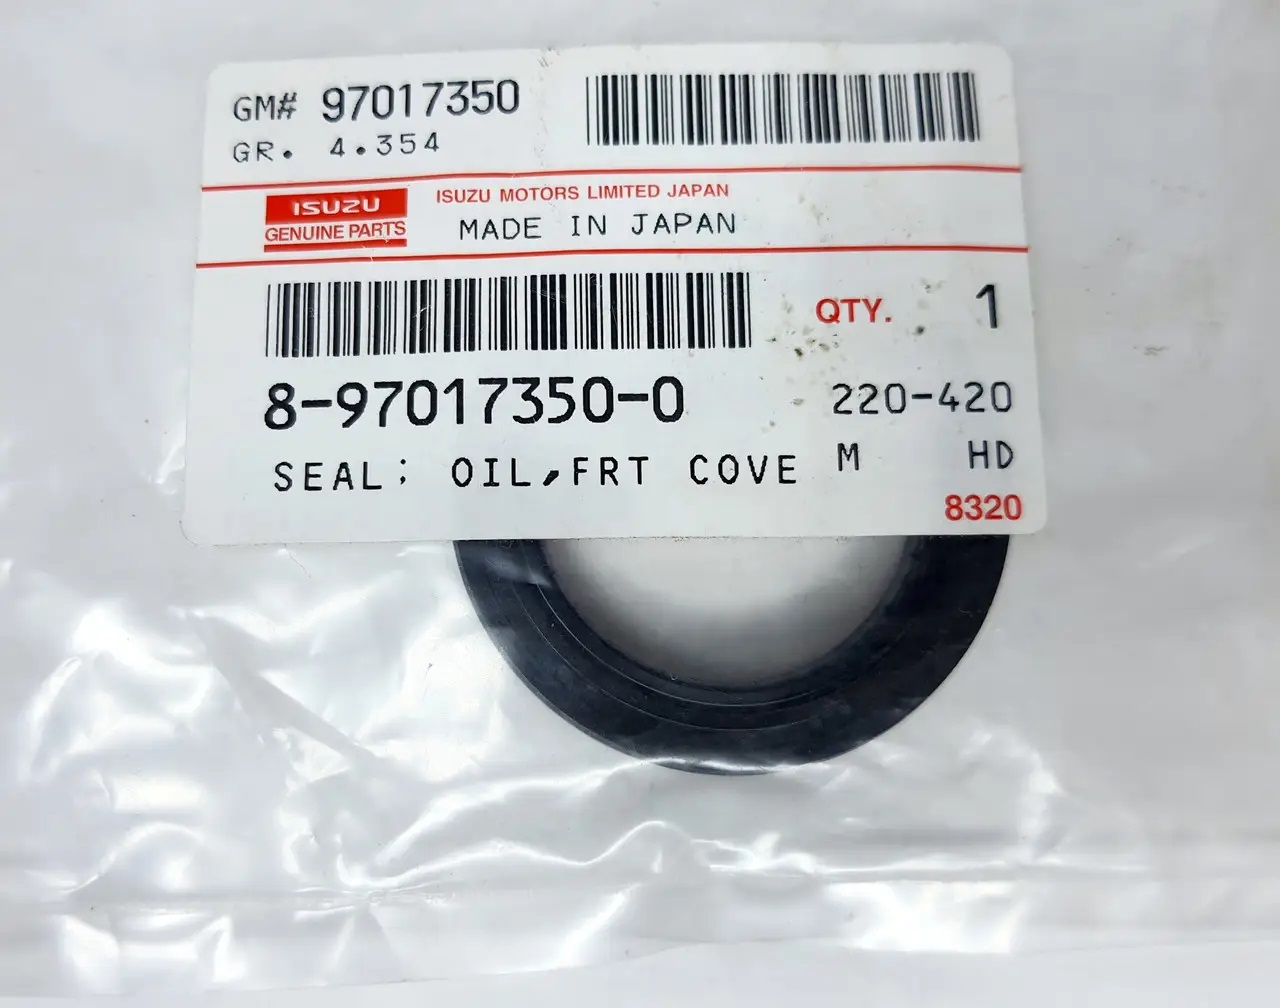 GM# 97017350
GR. 4.354
ISUZU
GENUINE PARTS
ISUZU MOTORS LIMITED JAPAN
MADE IN JAPAN
QTY. 1
8-97017350-0 220-420
SEAL; OIL,FRT COVE M HD
8320